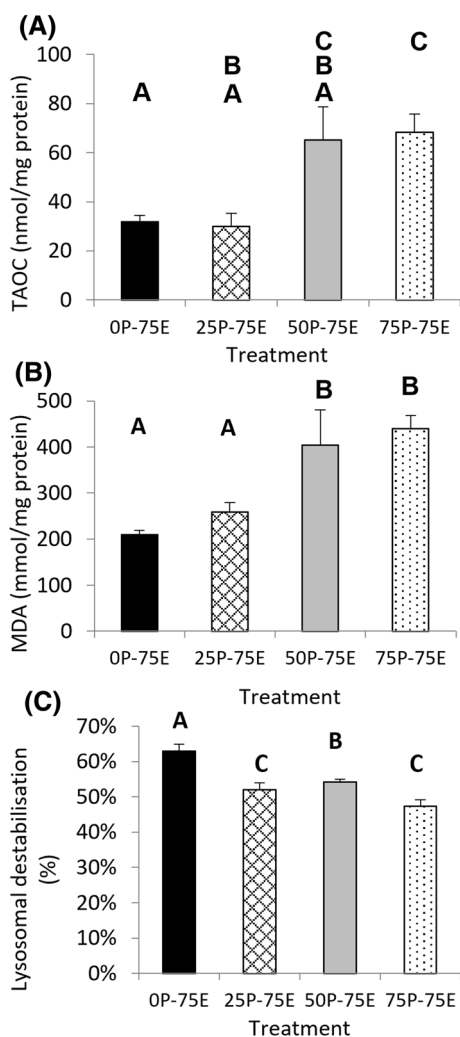 (A)
C C
B B
A A A
100
80
60
40
20
0
TAOC (nmol/mg protein)
0P-75E 25P-75E 50P-75E 75P-75E
Treatment
(B)
B B
A A
500
400
300
200
100
0
MDA (mmol/mg protein)
0P-75E 25P-75E 50P-75E 75P-75E
Treatment
(C)
A
B
C C
70%
60%
50%
40%
30%
20%
10%
0%
Lysosomal destabilisation
(%)
0P-75E 25P-75E 50P-75E 75P-75E
Treatment